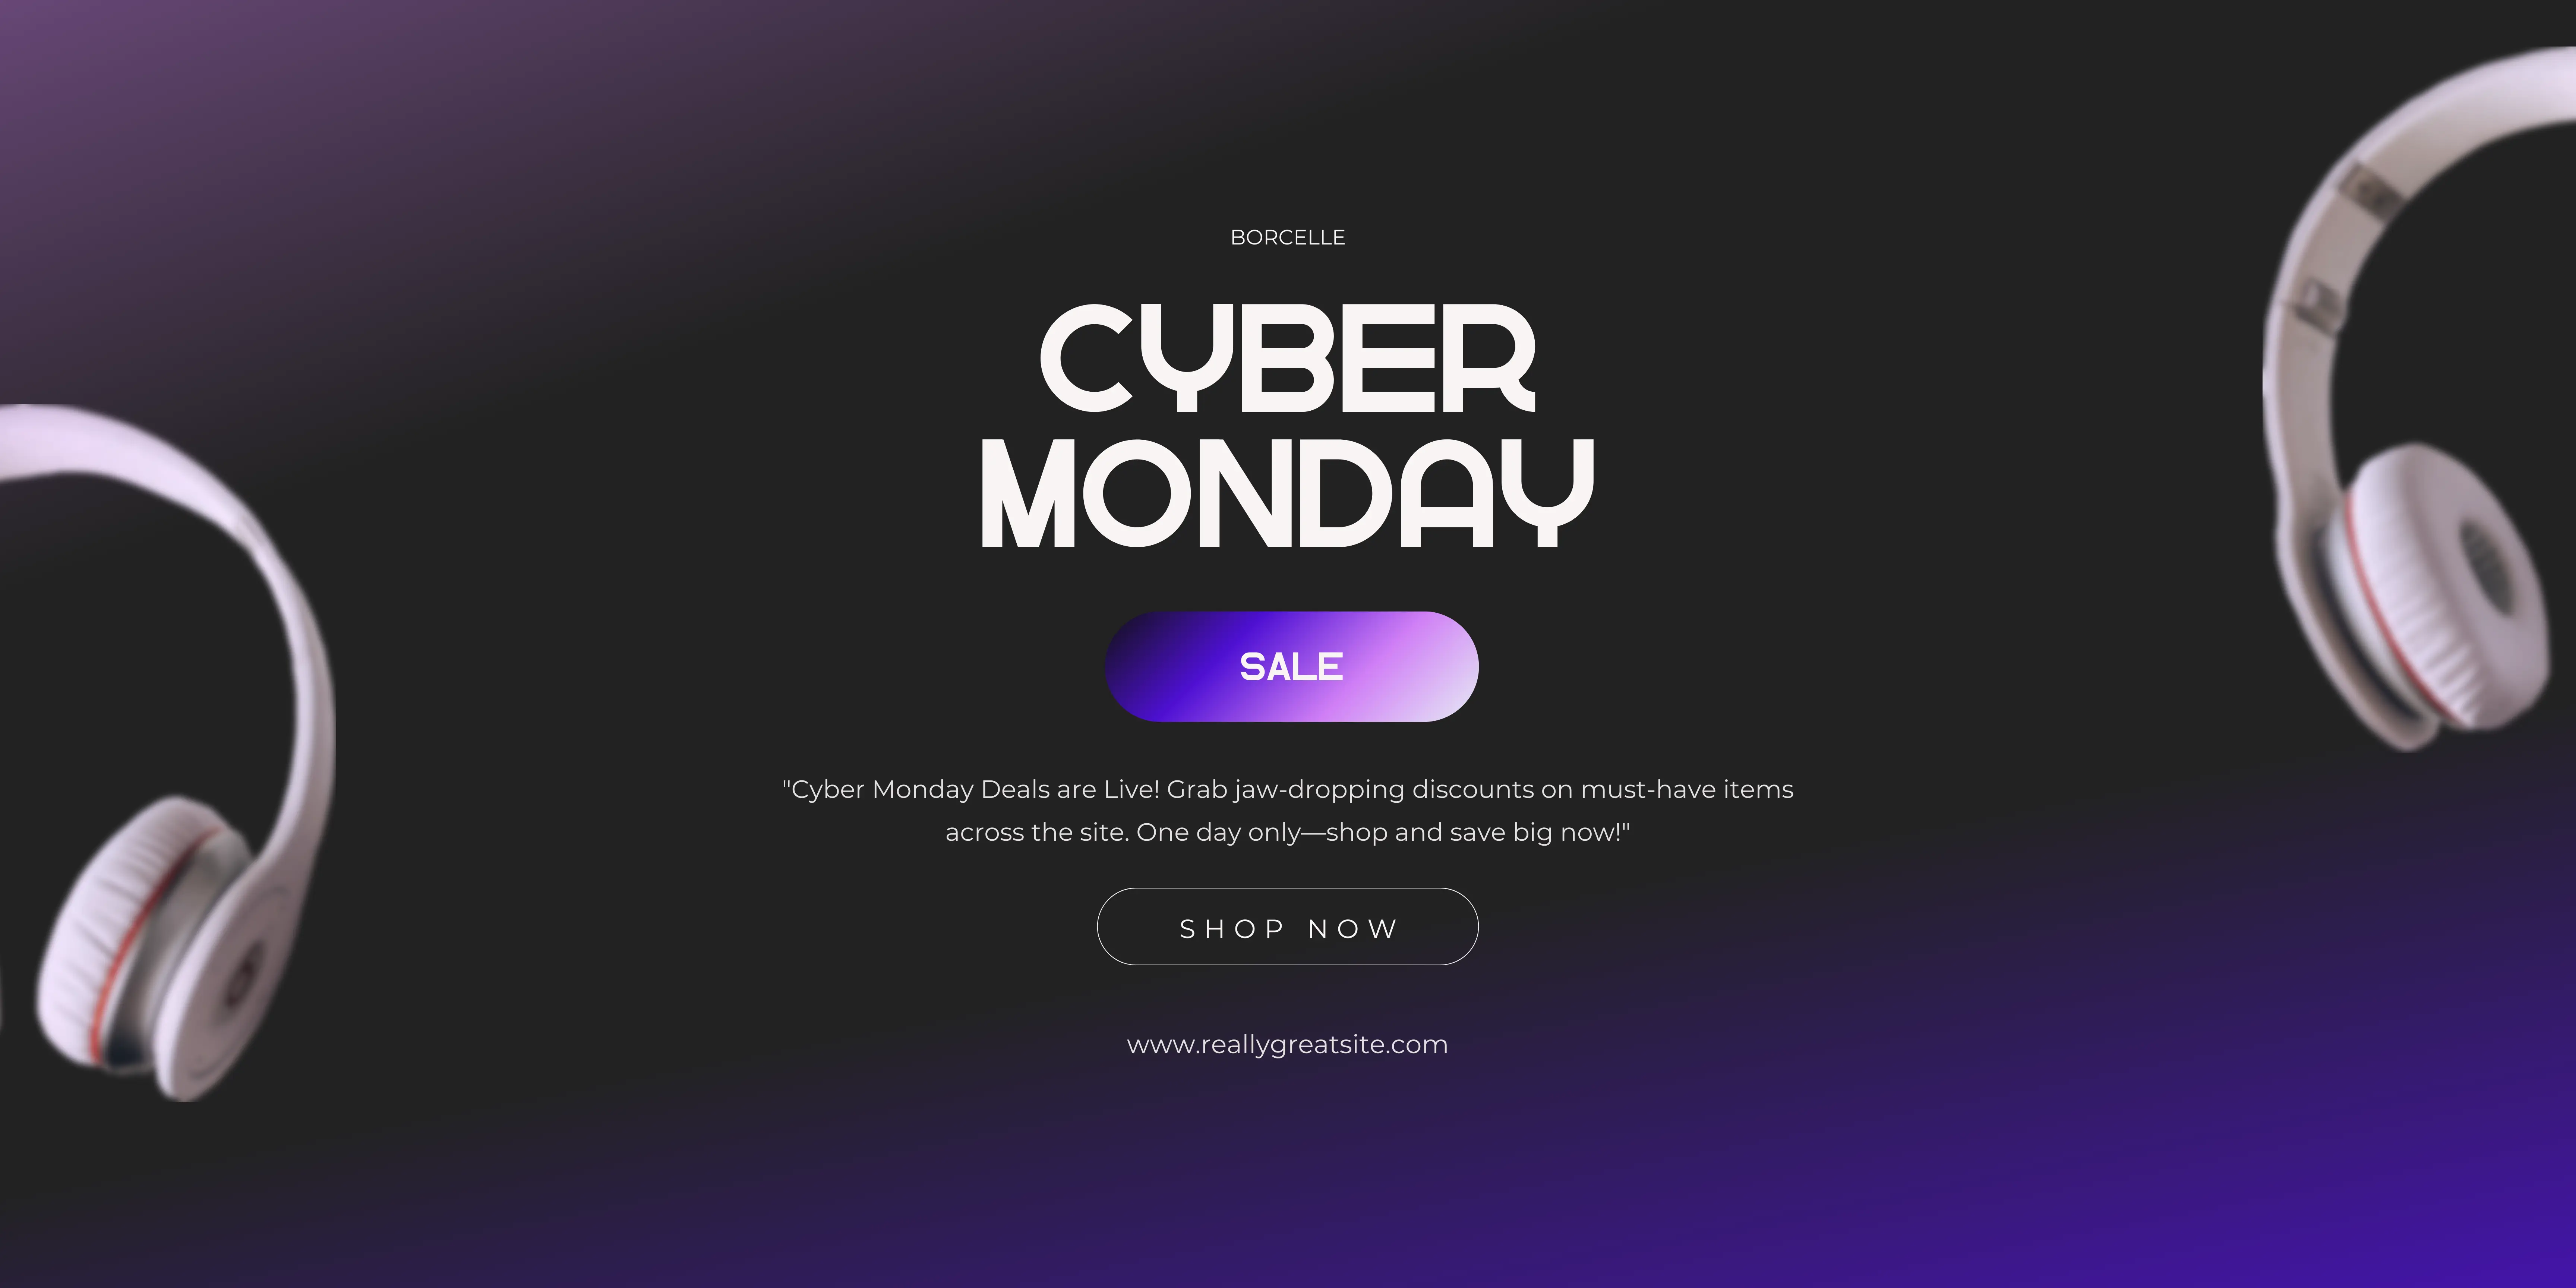 BORCELLE
CYBER
MONDAY
SALE
"Cyber Monday Deals are Live! Grab jaw-dropping discounts on must-have items
across the site. One day only—shop and save big now!"
SHOP NOW
www.reallygreatsite.com